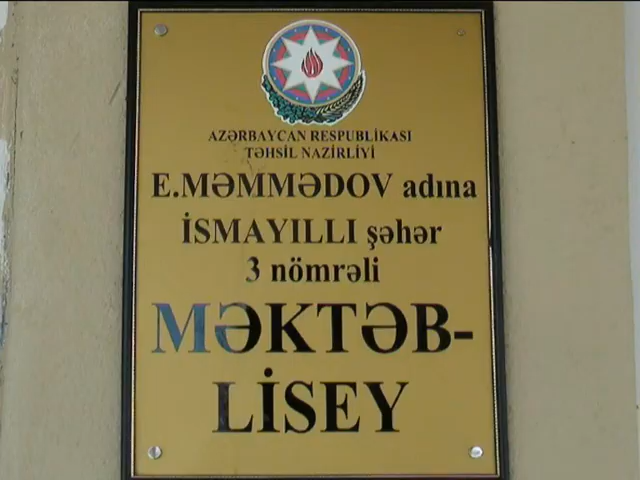 AZƏRBAYCAN RESPUBLİKASI
TƏHSİL NAZİRLİYİ
E.MƏMMƏDOV adına
İSMAYILLI şəhər
3 nömrəli
MƏKTƏB-
LİSEY